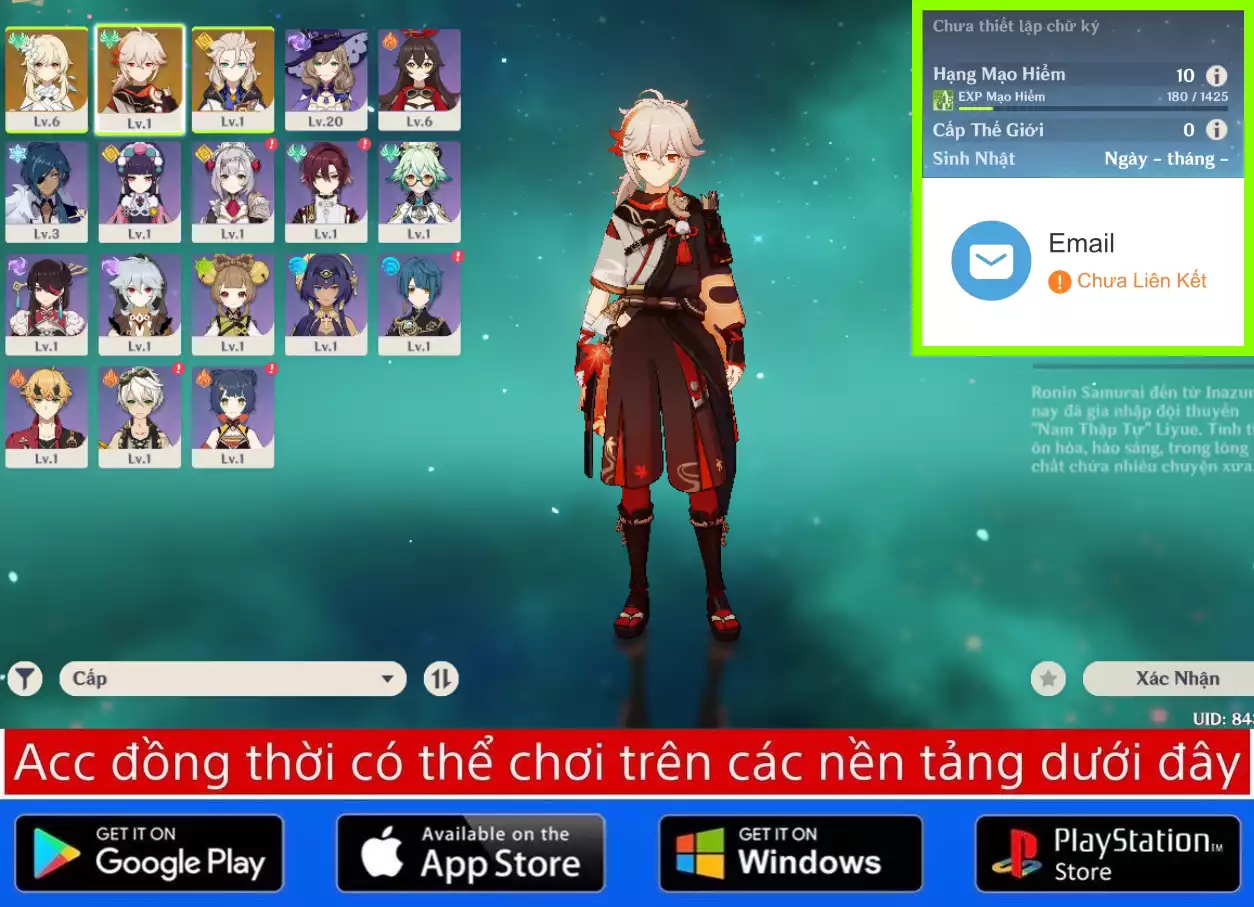 Lv.6
Lv.1
Lv.1
Lv.20
Lv.6
Lv.3
Lv.1
Lv.1
Lv.1
Lv.1
Lv.1
Lv.1
Lv.1
Lv.1
Lv.1
Lv.1
Lv.1
Lv.1
Chưa thiết lập chữ ký
Hạng Mạo Hiểm 10
EXP Mạo Hiểm 180 / 1425
Cấp Thế Giới 0
Sinh Nhật Ngày - tháng -
Email
Chưa Liên Kết
Ronin Samurai đến từ Inazum
nay đã gia nhập đội thuyền
"Nam Thập Tự" Liyue. Tính t
ôn hòa, hào sảng, trong lòng
chất chứa nhiều chuyện xưa.
Cấp
Xác Nhận
UID: 843
Acc đồng thời có thể chơi trên các nền tảng dưới đây
GET IT ON
Google Play
Available on the
App Store
GET IT ON
Windows
PlayStation™
Store